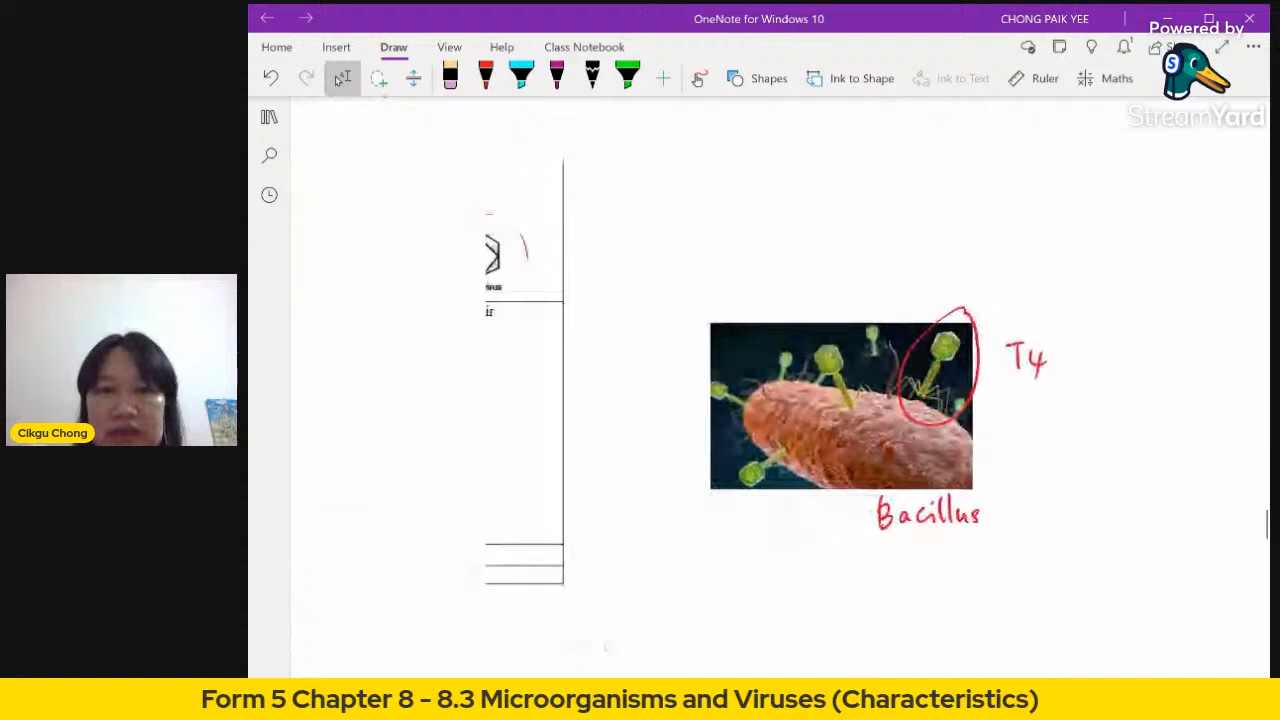 OneNote for Windows 10
CHONG PAIK YEE
Powered by
Home Insert Draw View Help Class Notebook
Shapes Ink to Shape Ink to Text Ruler Maths
StreamYard
ir
T4
Bacillus
Cikgu Chong
Form 5 Chapter 8 - 8.3 Microorganisms and Viruses (Characteristics)